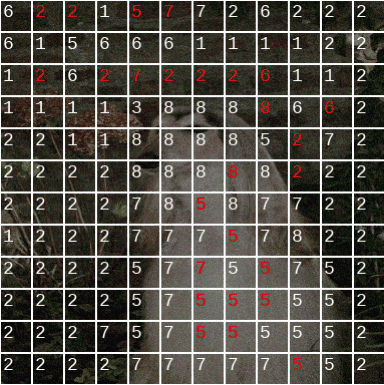 6 2 2 1 5 7 7 2 6 2 2 2
6 1 5 6 6 6 1 1 1 1 2 2
1 2 6 2 7 2 2 2 6 1 1 2
1 1 1 1 3 8 8 8 8 6 6 2
2 2 1 1 8 8 8 8 5 2 7 2
2 2 2 2 8 8 8 8 8 2 2 2
2 2 2 2 7 8 5 8 7 7 2 2
1 2 2 2 7 7 7 5 7 8 2 2
2 2 2 2 5 7 7 5 5 7 5 2
2 2 2 2 5 7 5 5 5 5 5 2
2 2 2 7 5 7 5 5 5 5 5 2
2 2 2 2 7 7 7 7 7 5 5 2